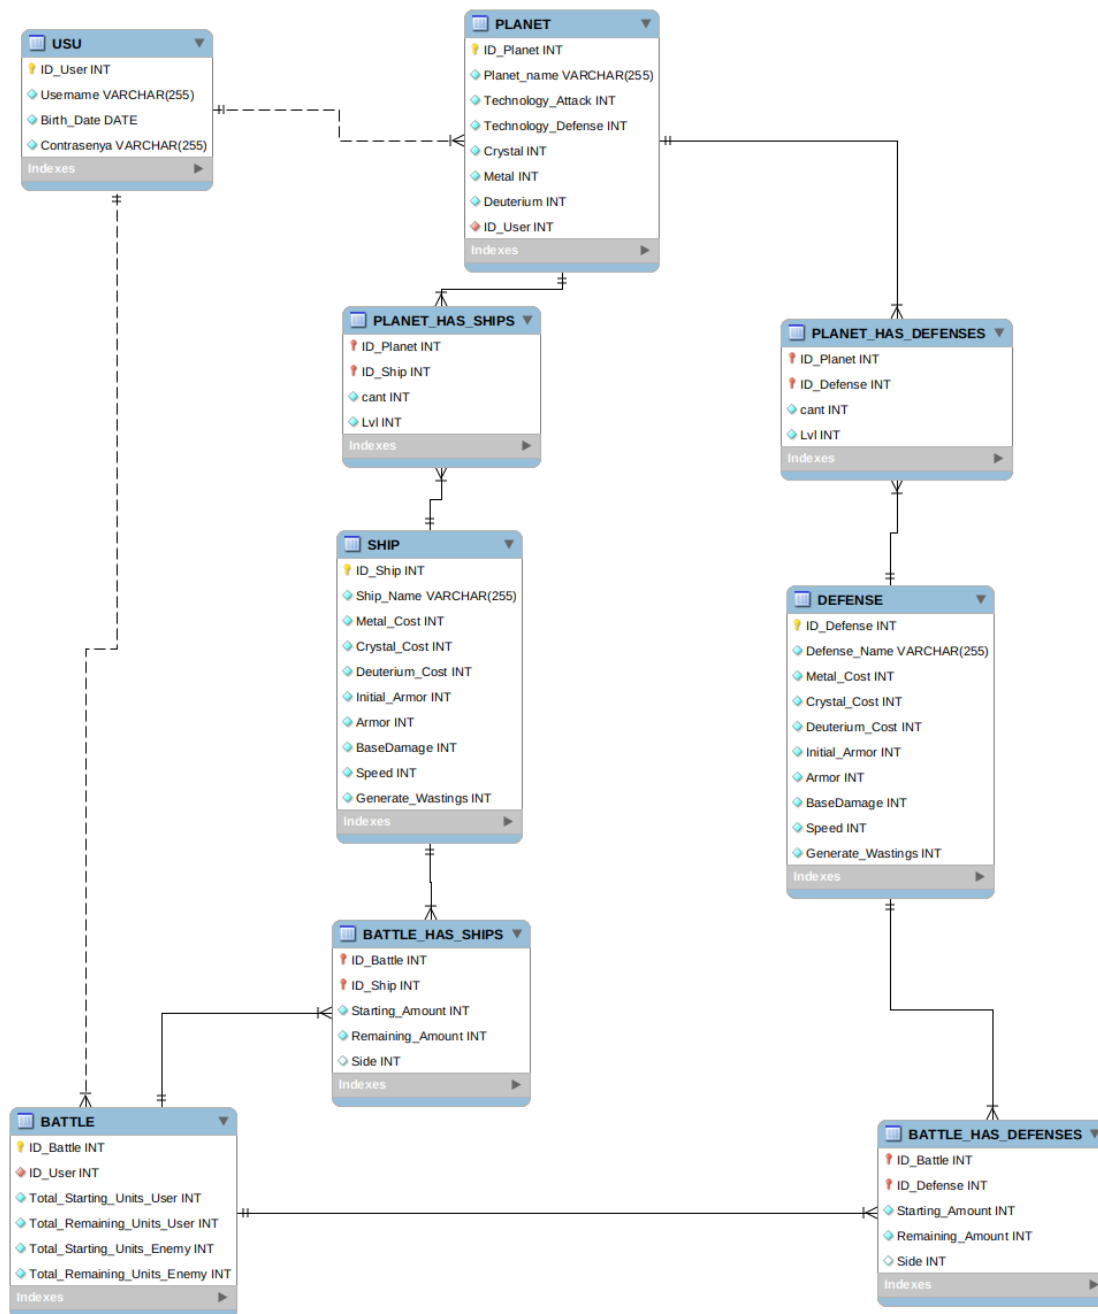 USU
ID_User INT
Username VARCHAR(255)
Birth_Date DATE
Contrasenya VARCHAR(255)
Indexes
PLANET
ID_Planet INT
Planet_name VARCHAR(255)
Technology_Attack INT
Technology_Defense INT
Crystal INT
Metal INT
Deuterium INT
ID_User INT
Indexes
PLANET_HAS_SHIPS
ID_Planet INT
ID_Ship INT
cant INT
Lvl INT
Indexes
PLANET_HAS_DEFENSES
ID_Planet INT
ID_Defense INT
cant INT
Lvl INT
Indexes
SHIP
ID_Ship INT
Ship_Name VARCHAR(255)
Metal_Cost INT
Crystal_Cost INT
Deuterium_Cost INT
Initial_Armor INT
Armor INT
BaseDamage INT
Speed INT
Generate_Wastings INT
Indexes
DEFENSE
ID_Defense INT
Defense_Name VARCHAR(255)
Metal_Cost INT
Crystal_Cost INT
Deuterium_Cost INT
Initial_Armor INT
Armor INT
BaseDamage INT
Speed INT
Generate_Wastings INT
Indexes
BATTLE_HAS_SHIPS
ID_Battle INT
ID_Ship INT
Starting_Amount INT
Remaining_Amount INT
Side INT
Indexes
BATTLE
ID_Battle INT
ID_User INT
Total_Starting_Units_User INT
Total_Remaining_Units_User INT
Total_Starting_Units_Enemy INT
Total_Remaining_Units_Enemy INT
Indexes
BATTLE_HAS_DEFENSES
ID_Battle INT
ID_Defense INT
Starting_Amount INT
Remaining_Amount INT
Side INT
Indexes